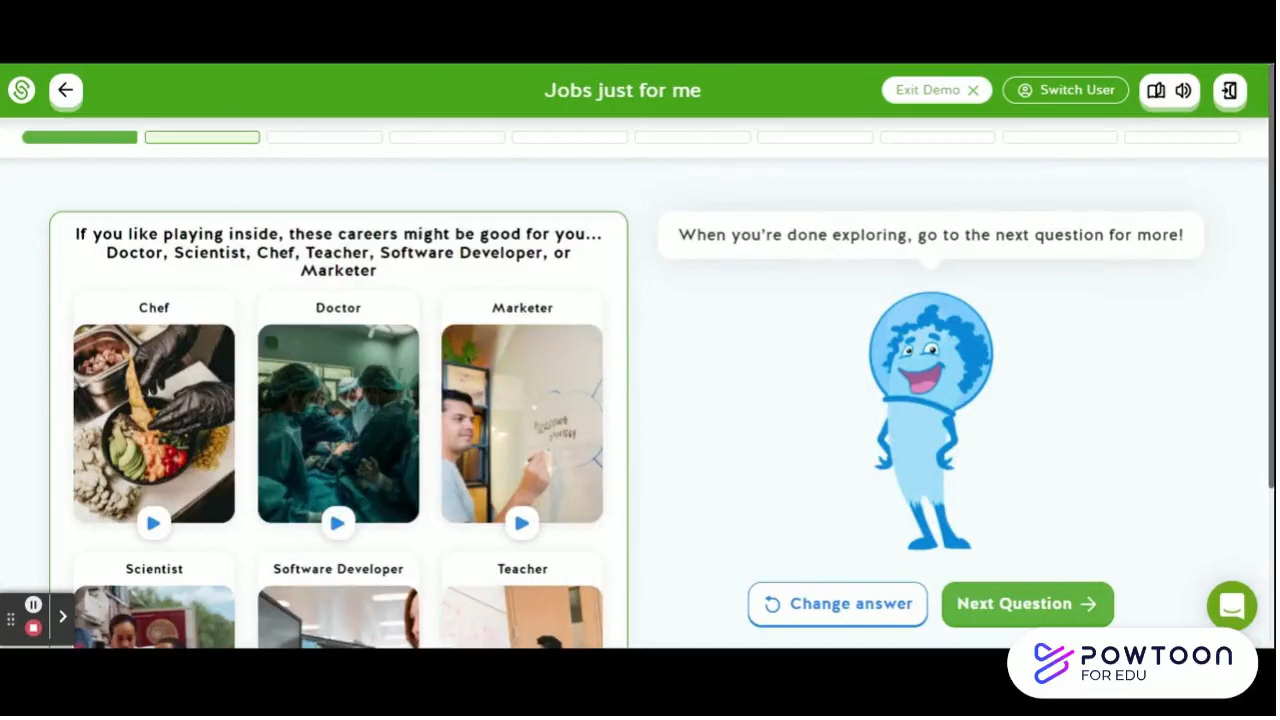 Jobs just for me
Exit Demo
Switch User
If you like playing inside, these careers might be good for you...
Doctor, Scientist, Chef, Teacher, Software Developer, or
Marketer
When you're done exploring, go to the next question for more!
Chef
Doctor
Marketer
Scientist
Software Developer
Teacher
Change answer
Next Question
POWTOON
FOR EDU